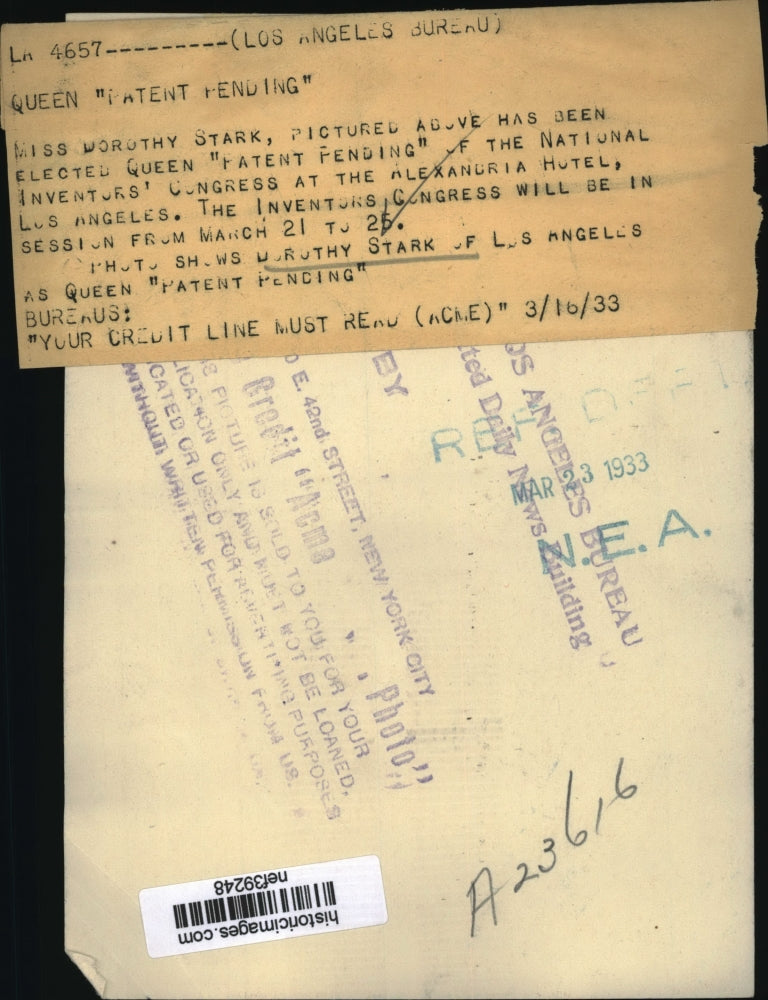 LA 4657---------(LOS ANGELES BUREAU)
QUEEN "PATENT PENDING"
MISS DOROTHY STARK, PICTURED ABOVE HAS BEEN
ELECTED QUEEN "PATENT PENDING" OF THE NATIONAL
INVENTORS' CONGRESS AT THE ALEXANDRIA HOTEL,
LOS ANGELES. THE INVENTORS CONGRESS WILL BE IN
SESSION FROM MARCH 21 TO 25.
PHOTO SHOWS DOROTHY STARK OF LOS ANGELES
AS QUEEN "PATENT PENDING"
BUREAUS:
"YOUR CREDIT LINE MUST READ (ACME)" 3/16/33
BY
E. 42nd. STREET, NEW YORK CITY
Credit "Acme Photo"
PICTURE IS SOLD TO YOU FOR YOUR
PUBLICATION ONLY AND MUST NOT BE LOANED,
OR USED FOR ADVERTISING PURPOSES
WITHOUT WRITTEN PERMISSION FROM US.
LOS ANGELES BUREAU
Daily News Building
REF. DEPT.
MAR 23 1933
N.E.A.
A23616
historicimages.com
nef39248